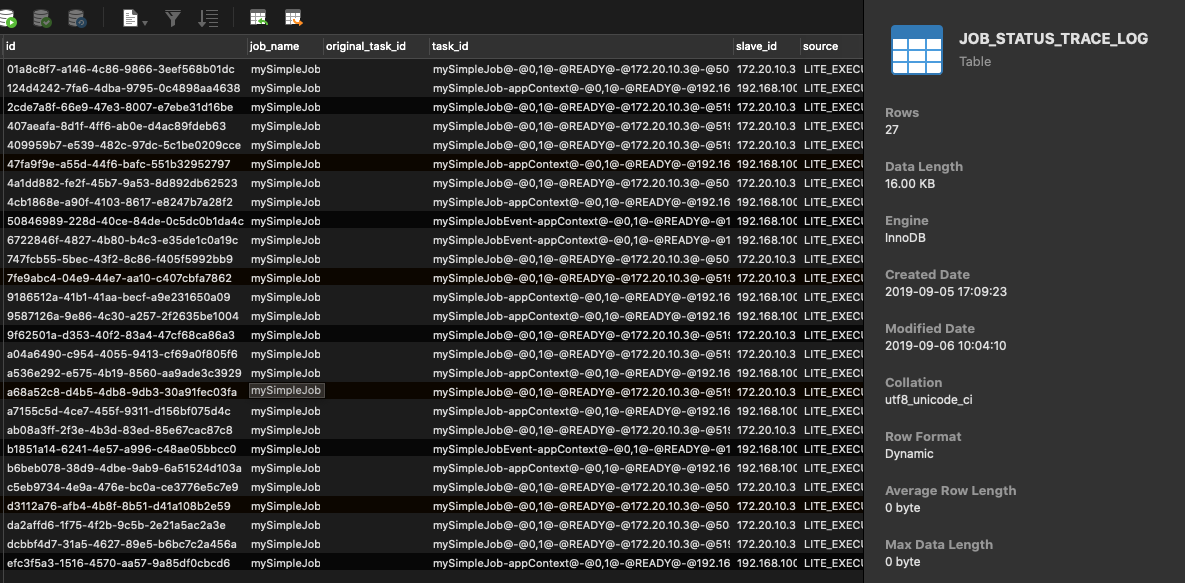 id job_name original_task_id task_id slave_id source
01a8c8f7-a146-4c86-9866-3eef568b01dc mySimpleJob mySimpleJob@-@0,1@-@READY@-@172.20.10.3@-@50 172.20.10.3 LITE_EXECU
124d4242-7fa6-4dba-9795-0c4898aa4638 mySimpleJob mySimpleJob-appContext@-@0,1@-@READY@-@192.16 192.168.100 LITE_EXECU
2cde7a8f-66e9-47e3-8007-e7ebe31d16be mySimpleJob mySimpleJob@-@0,1@-@READY@-@172.20.10.3@-@519 172.20.10.3 LITE_EXECU
407aeafa-8d1f-4ff6-ab0e-d4ac89fdeb63 mySimpleJob mySimpleJob@-@0,1@-@READY@-@172.20.10.3@-@519 172.20.10.3 LITE_EXECU
409959b7-e539-482c-97dc-5c1be0209cce mySimpleJob mySimpleJob-appContext@-@0,1@-@READY@-@192.16 192.168.100 LITE_EXECU
47fa9f9e-a55d-44f6-bafc-551b32952797 mySimpleJob mySimpleJob-appContext@-@0,1@-@READY@-@192.16 192.168.100 LITE_EXECU
4a1dd882-fe2f-45b7-9a53-8d892db62523 mySimpleJob mySimpleJob@-@0,1@-@READY@-@172.20.10.3@-@50 172.20.10.3 LITE_EXECU
4cb1868e-a90f-4103-8617-e8247b7a28f2 mySimpleJob mySimpleJob-appContext@-@0,1@-@READY@-@192.16 192.168.100 LITE_EXECU
50846989-228d-40ce-84de-0c5dc0b1da4c mySimpleJob mySimpleJobEvent-appContext@-@0,1@-@READY@-@1 192.168.100 LITE_EXECU
6722846f-4827-4b80-b4c3-e35de1c0a19c mySimpleJob mySimpleJobEvent-appContext@-@0,1@-@READY@-@1 192.168.100 LITE_EXECU
747fcb55-5bec-43f2-8c86-f405f5992bb9 mySimpleJob mySimpleJob@-@0,1@-@READY@-@172.20.10.3@-@50 172.20.10.3 LITE_EXECU
7fe9abc4-04e9-44e7-aa10-c407cbfa7862 mySimpleJob mySimpleJob@-@0,1@-@READY@-@172.20.10.3@-@50 172.20.10.3 LITE_EXECU
9186512a-41b1-41aa-becf-a9e231650a09 mySimpleJob mySimpleJob-appContext@-@0,1@-@READY@-@192.16 192.168.100 LITE_EXECU
9587126a-9e86-4c30-a257-2f2635be1004 mySimpleJob mySimpleJob-appContext@-@0,1@-@READY@-@192.16 192.168.100 LITE_EXECU
9f62501a-d353-40f2-83a4-47cf68ca86a3 mySimpleJob mySimpleJob@-@0,1@-@READY@-@172.20.10.3@-@50 172.20.10.3 LITE_EXECU
a04a6490-c954-4055-9413-cf69a0f805f6 mySimpleJob mySimpleJob@-@0,1@-@READY@-@172.20.10.3@-@50 172.20.10.3 LITE_EXECU
a536e292-e575-4b19-8560-aa9ade3c3929 mySimpleJob mySimpleJob-appContext@-@0,1@-@READY@-@192.16 192.168.100 LITE_EXECU
a68a52c8-d4b5-4db8-9db3-30a91fec03fa mySimpleJob mySimpleJob@-@0,1@-@READY@-@172.20.10.3@-@519 172.20.10.3 LITE_EXECU
a7155c5d-4ce7-455f-9311-d156bf075d4c mySimpleJob mySimpleJob-appContext@-@0,1@-@READY@-@192.16 192.168.100 LITE_EXECU
ab08a3ff-2f3e-4b3d-83ed-85e67cac87c8 mySimpleJob mySimpleJob@-@0,1@-@READY@-@172.20.10.3@-@519 172.20.10.3 LITE_EXECU
b1851a14-6241-4e57-a996-c48ae05bbcc0 mySimpleJob mySimpleJobEvent-appContext@-@0,1@-@READY@-@1 192.168.100 LITE_EXECU
b6beb078-38d9-4dbe-9ab9-6a51524d103a mySimpleJob mySimpleJob-appContext@-@0,1@-@READY@-@192.16 192.168.100 LITE_EXECU
c5eb9734-4e9a-476e-bc0a-ce3776e5c7e9 mySimpleJob mySimpleJob@-@0,1@-@READY@-@172.20.10.3@-@50 172.20.10.3 LITE_EXECU
d3112a76-afb4-4b8f-8b51-d41a108b2e59 mySimpleJob mySimpleJob-appContext@-@0,1@-@READY@-@192.16 192.168.100 LITE_EXECU
da2affd6-1f75-4f2b-9c5b-2e21a5ac2a3e mySimpleJob mySimpleJob@-@0,1@-@READY@-@172.20.10.3@-@50 172.20.10.3 LITE_EXECU
dcbbf4d7-31a5-4627-89e5-b6bc7c2a456a mySimpleJob mySimpleJob@-@0,1@-@READY@-@172.20.10.3@-@519 172.20.10.3 LITE_EXECU
efc3f5a3-1516-4570-aa57-9a85df0cbcd6 mySimpleJob mySimpleJob-appContext@-@0,1@-@READY@-@192.16 192.168.100 LITE_EXECU
JOB_STATUS_TRACE_LOG
Table
Rows
27
Data Length
16.00 KB
Engine
InnoDB
Created Date
2019-09-05 17:09:23
Modified Date
2019-09-06 10:04:10
Collation
utf8_unicode_ci
Row Format
Dynamic
Average Row Length
0 byte
Max Data Length
0 byte